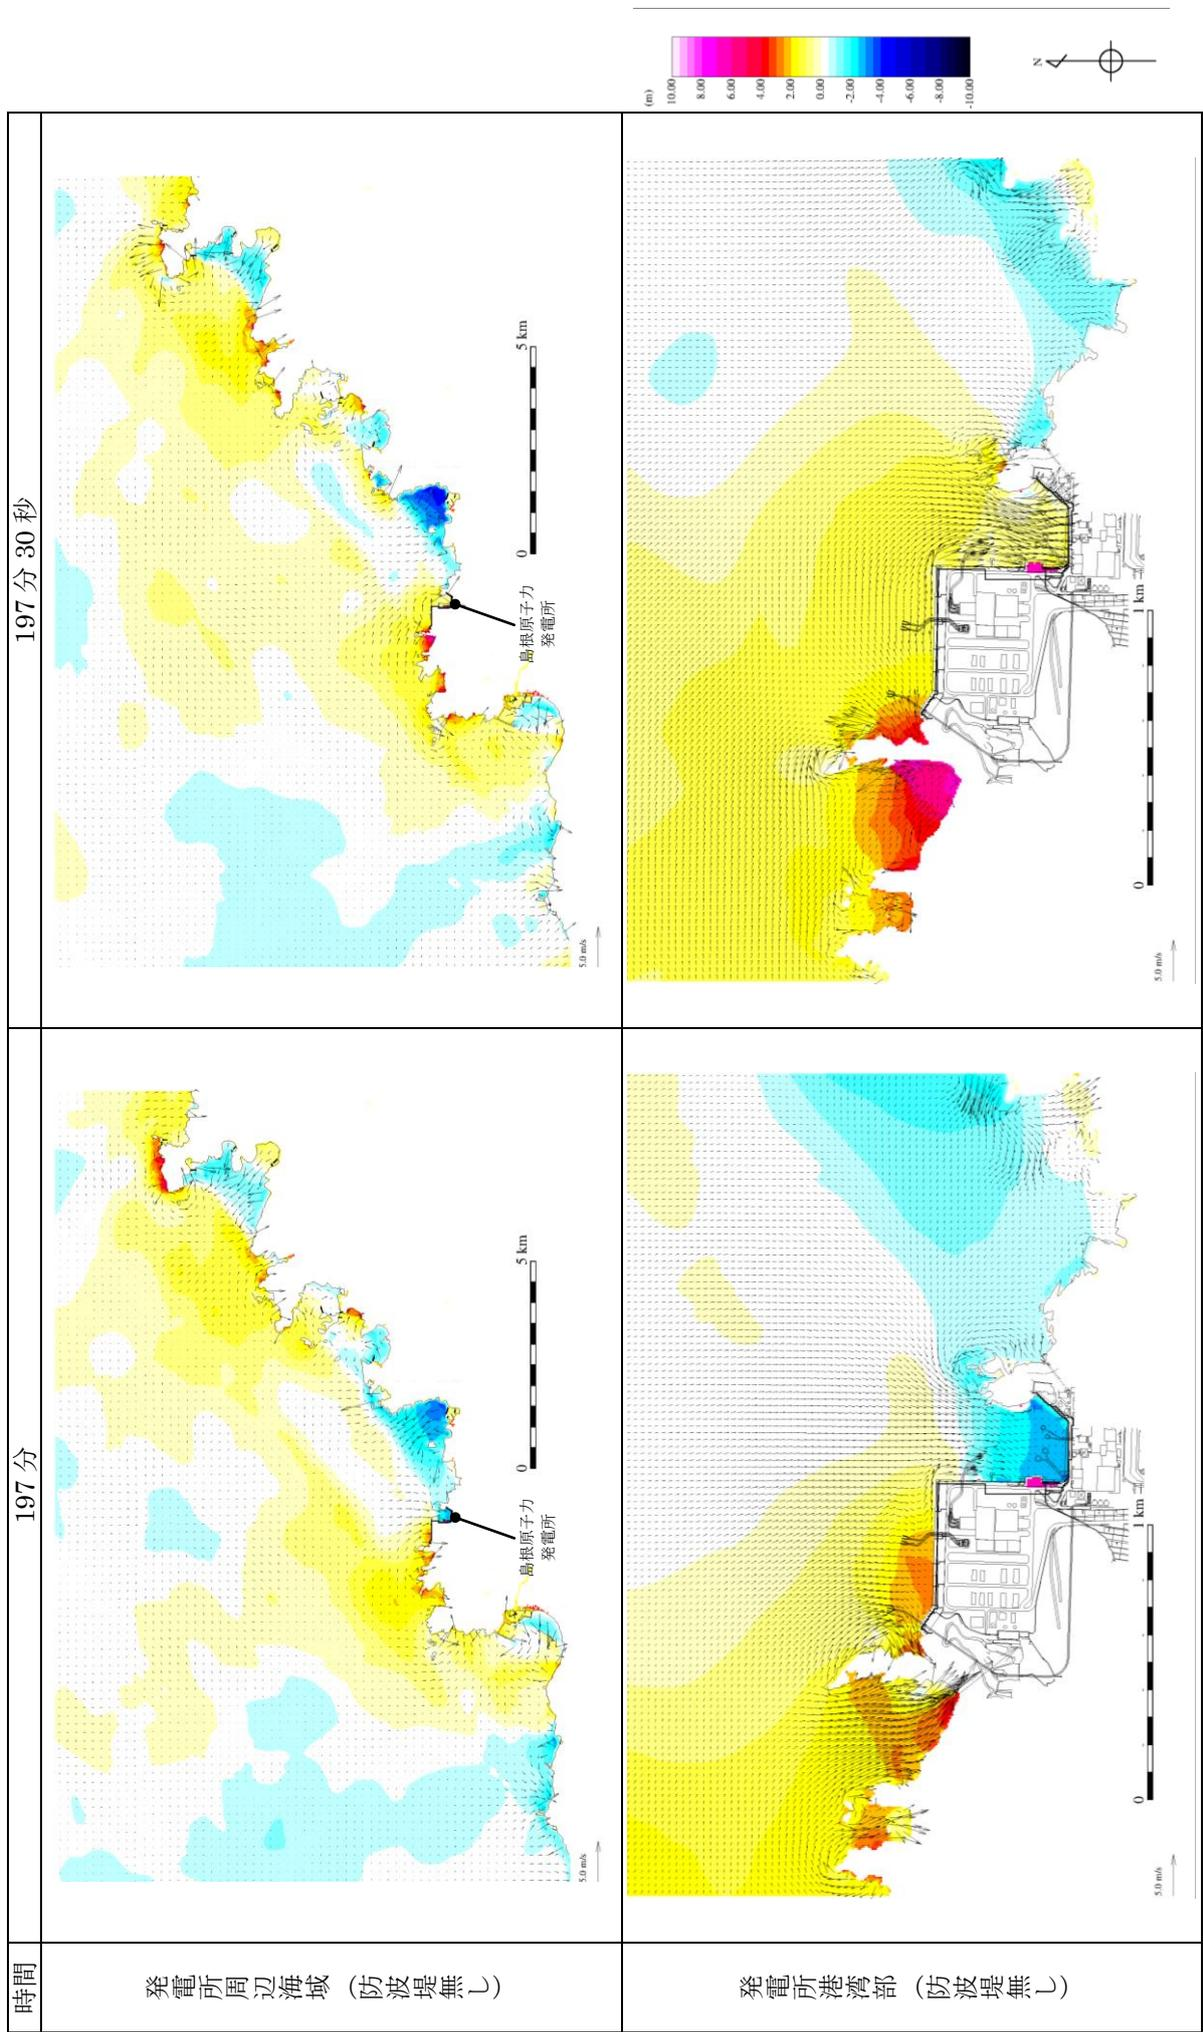 時間
197分
197分30秒
発電所周辺海域（防波堤無し）
島根原子力
発電所
0
5 km
5.0 m/s
島根原子力
発電所
0
5 km
5.0 m/s
発電所港湾部（防波堤無し）
0
1 km
5.0 m/s
0
1 km
5.0 m/s
(m)
10.00
8.00
6.00
4.00
2.00
0.00
-2.00
-4.00
-6.00
-8.00
-10.00
N